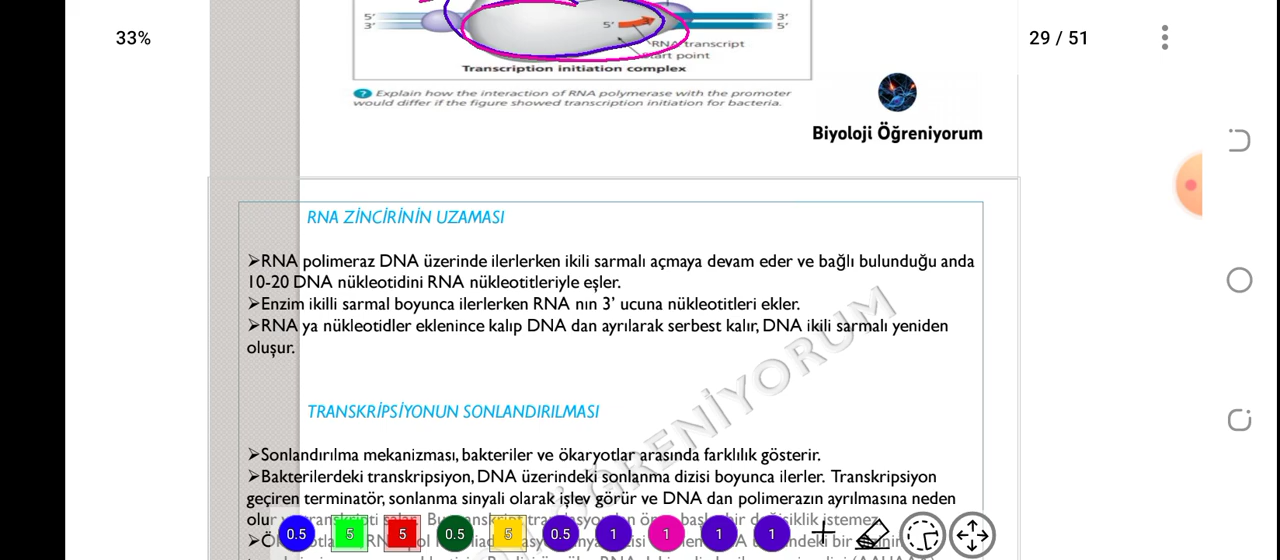 33%
29 / 51
5'
3'
3'
5'
5'
RNA transcript
Start point
Transcription initiation complex
? Explain how the interaction of RNA polymerase with the promoter
would differ if the figure showed transcription initiation for bacteria.
Biyoloji Öğreniyorum
RNA ZİNCİRİNİN UZAMASI
➢RNA polimeraz DNA üzerinde ilerlerken ikili sarmalı açmaya devam eder ve bağlı bulunduğu anda
10-20 DNA nükleotidini RNA nükleotitleriyle eşler.
➢Enzim ikilli sarmal boyunca ilerlerken RNA nın 3' ucuna nükleotitleri ekler.
➢RNA ya nükleotidler eklenince kalıp DNA dan ayrılarak serbest kalır, DNA ikili sarmalı yeniden
oluşur.
TRANSKRİPSİYONUN SONLANDIRILMASI
➢Sonlandırılma mekanizması, bakteriler ve ökaryotlar arasında farklılık gösterir.
➢Bakterilerdeki transkripsiyon, DNA üzerindeki sonlanma dizisi boyunca ilerler. Transkripsiyon
geçiren terminatör, sonlanma sinyali olarak işlev görür ve DNA dan polimerazın ayrılmasına neden
değişiklik istemez.
0.5 5 5 0.5 5 0.5 1 1 1 1
ÖĞRENİYORUM